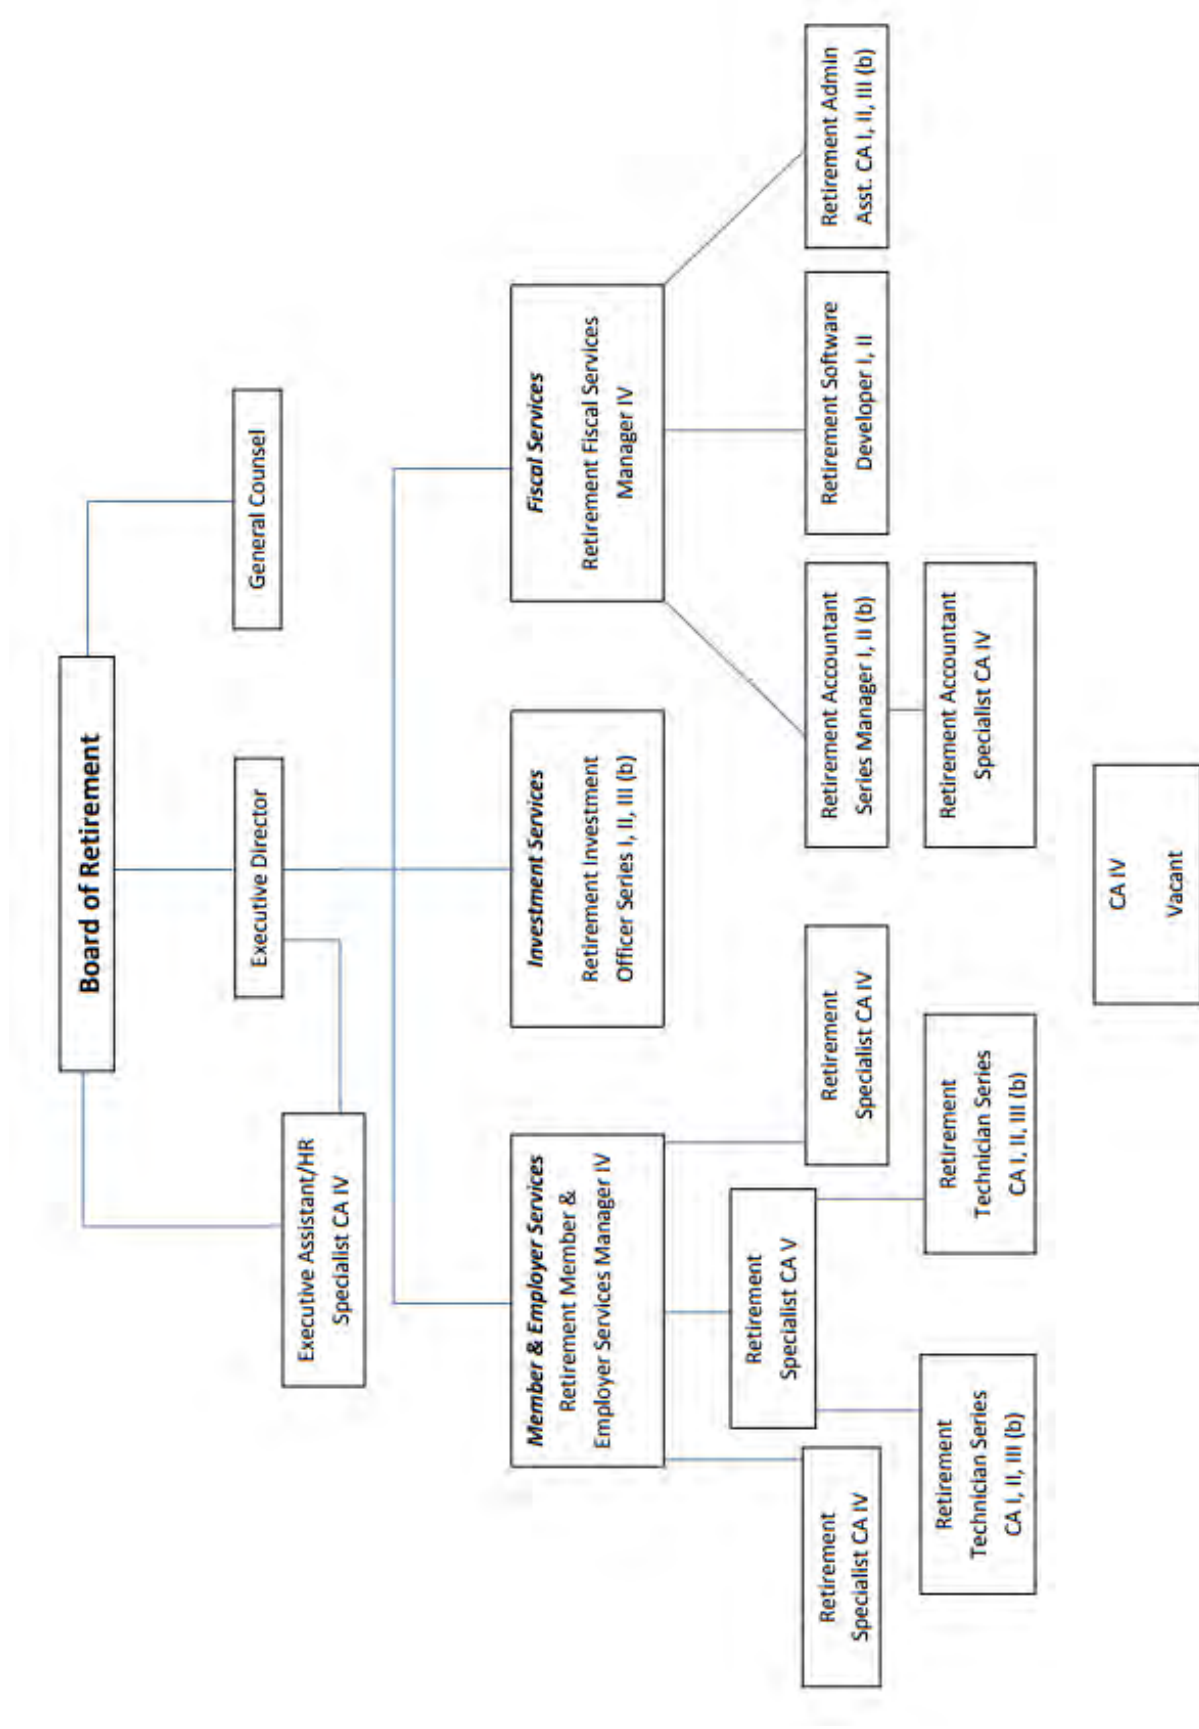 Board of Retirement
Executive Assistant/HR
Specialist CA IV
Executive Director
General Counsel
Member & Employer Services
Retirement Member &
Employer Services Manager IV
Investment Services
Retirement Investment
Officer Series I, II, III (b)
Fiscal Services
Retirement Fiscal Services
Manager IV
Retirement
Specialist CA IV
Retirement
Specialist CA V
Retirement
Specialist CA IV
Retirement
Technician Series
CA I, II, III (b)
Retirement
Technician Series
CA I, II, III (b)
Retirement Accountant
Series Manager I, II (b)
Retirement Accountant
Specialist CA IV
Retirement Software
Developer I, II
Retirement Admin
Asst. CA I, II, III (b)
CA IV
Vacant